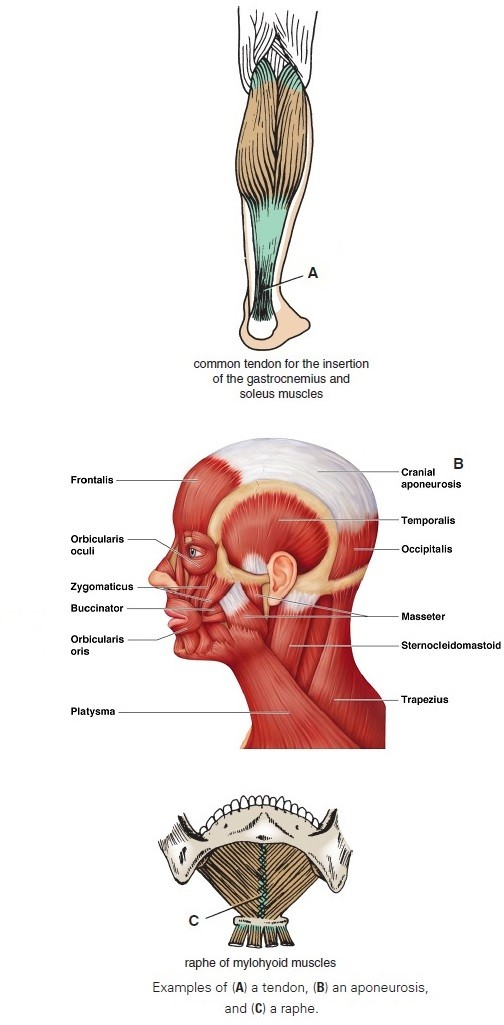 A
common tendon for the insertion
of the gastrocnemius and
soleus muscles
B
Frontalis
Cranial
aponeurosis
Temporalis
Orbicularis
oculi
Occipitalis
Zygomaticus
Buccinator
Masseter
Orbicularis
oris
Sternocleidomastoid
Trapezius
Platysma
C
raphe of mylohyoid muscles
Examples of (A) a tendon, (B) an aponeurosis,
and (C) a raphe.